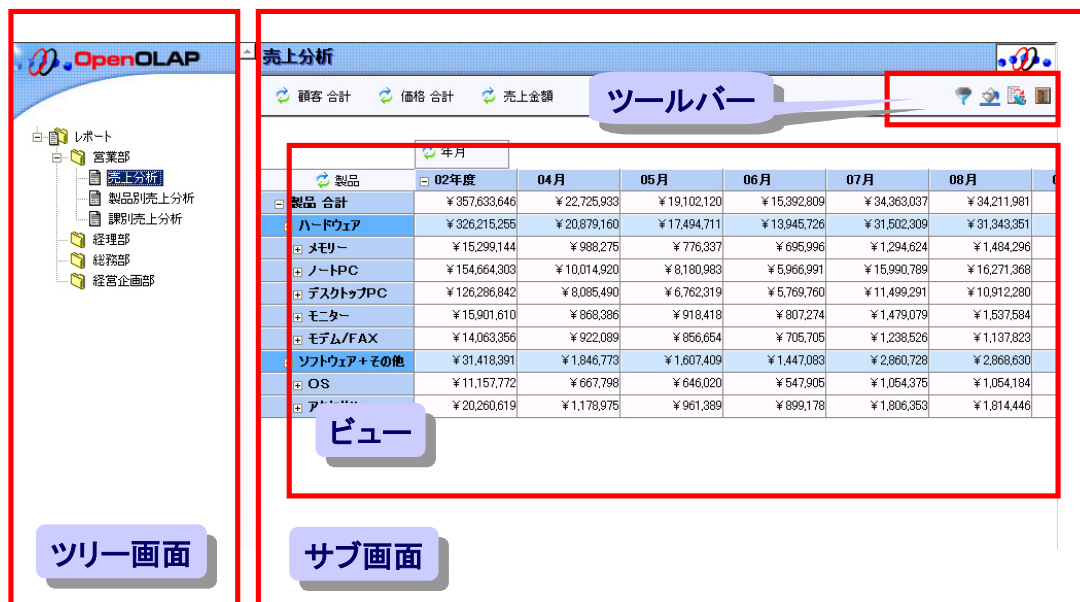 OpenOLAP
レポート
営業部
売上分析
製品別売上分析
課別売上分析
経理部
総務部
経営企画部
ツリー画面
売上分析
顧客 合計 価格 合計 売上金額
ツールバー
年月
製品 02年度 04月 05月 06月 07月 08月
製品 合計 ¥357,633,646 ¥22,725,933 ¥19,102,120 ¥15,392,809 ¥34,363,037 ¥34,211,981
ハードウェア ¥326,215,255 ¥20,879,160 ¥17,494,711 ¥13,945,726 ¥31,502,309 ¥31,343,351
メモリー ¥15,299,144 ¥988,275 ¥776,337 ¥695,996 ¥1,294,624 ¥1,484,296
ノートPC ¥154,664,303 ¥10,014,920 ¥8,180,983 ¥5,966,991 ¥15,990,789 ¥16,271,368
デスクトップPC ¥126,286,842 ¥8,085,490 ¥6,762,319 ¥5,769,760 ¥11,499,291 ¥10,912,280
モニター ¥15,901,610 ¥868,386 ¥918,418 ¥807,274 ¥1,479,079 ¥1,537,584
モデム/FAX ¥14,063,356 ¥922,089 ¥856,654 ¥705,705 ¥1,238,526 ¥1,137,823
ソフトウェア+その他 ¥31,418,391 ¥1,846,773 ¥1,607,409 ¥1,447,083 ¥2,860,728 ¥2,868,630
OS ¥11,157,772 ¥667,798 ¥646,020 ¥547,905 ¥1,054,375 ¥1,054,184
¥20,260,619 ¥1,178,975 ¥961,389 ¥899,178 ¥1,806,353 ¥1,814,446
ビュー
サブ画面